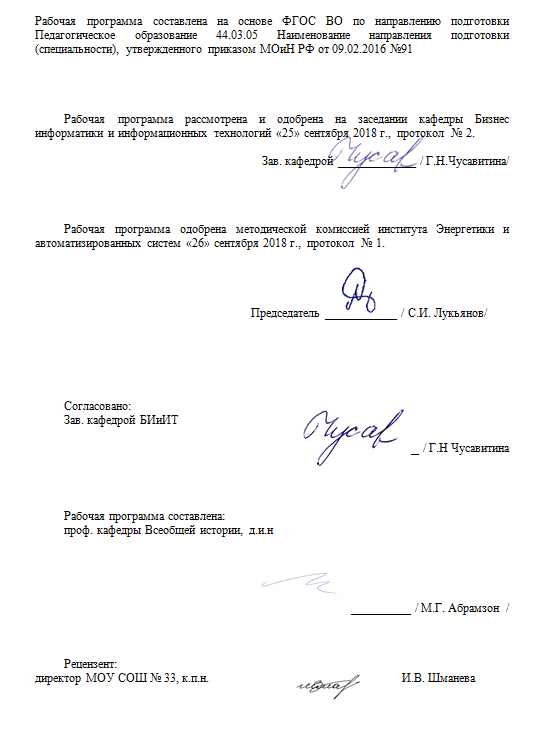 Рабочая программа составлена на основе ФГОС ВО по направлению подготовки
Педагогическое образование 44.03.05 Наименование направления подготовки
(специальности), утвержденного приказом МОиН РФ от 09.02.2016 №91
Рабочая программа рассмотрена и одобрена на заседании кафедры Бизнес
информатики и информационных технологий «25» сентября 2018 г., протокол № 2.
Зав. кафедрой _____________ / Г.Н.Чусавитина/
Рабочая программа одобрена методической комиссией института Энергетики и
автоматизированных систем «26» сентября 2018 г., протокол № 1.
Председатель ____________ / С.И. Лукьянов/
Согласовано:
Зав. кафедрой БИиИТ
_ / Г.Н Чусавитина
Рабочая программа составлена:
проф. кафедры Всеобщей истории, д.и.н
__________ / М.Г. Абрамзон /
Рецензент:
директор МОУ СОШ № 33, к.п.н. И.В. Шманева